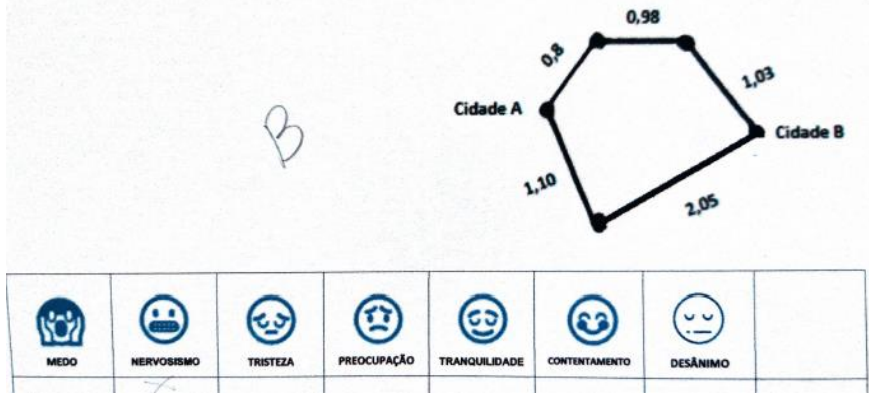 0,98
0,8
1,03
Cidade A
Cidade B
B
1,10
2,05
MEDO NERVOSISMO TRISTEZA PREOCUPAÇÃO TRANQUILIDADE CONTENTAMENTO DESÂNIMO
X